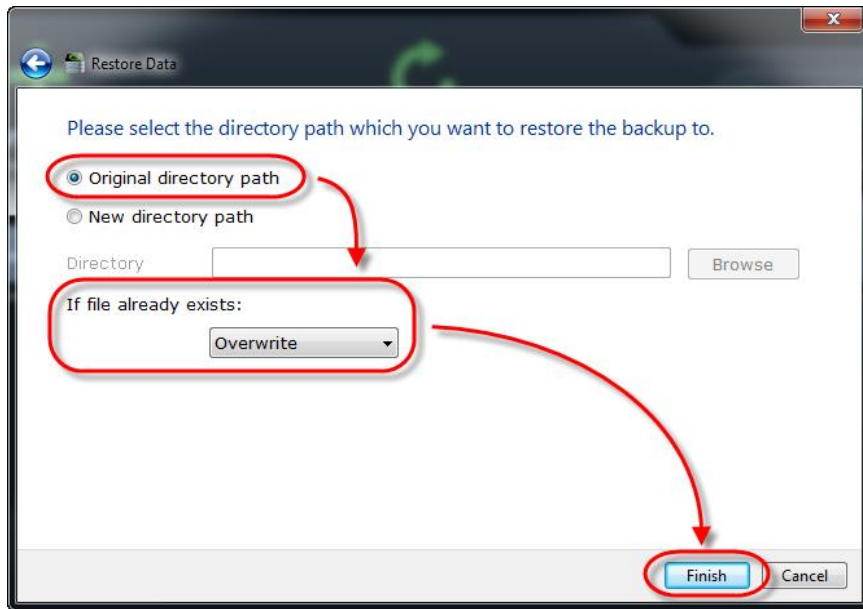 Restore Data
Please select the directory path which you want to restore the backup to.
Original directory path
New directory path
Directory Browse
If file already exists:
Overwrite
Finish Cancel